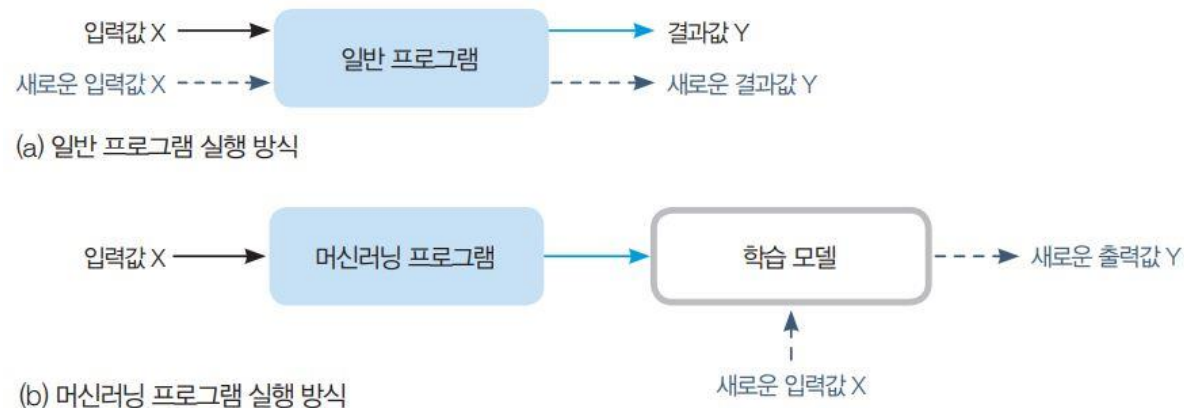 입력값 X
일반 프로그램
결과값 Y
새로운 입력값 X
새로운 결과값 Y
(a) 일반 프로그램 실행 방식
입력값 X
머신러닝 프로그램
학습 모델
새로운 출력값 Y
새로운 입력값 X
(b) 머신러닝 프로그램 실행 방식